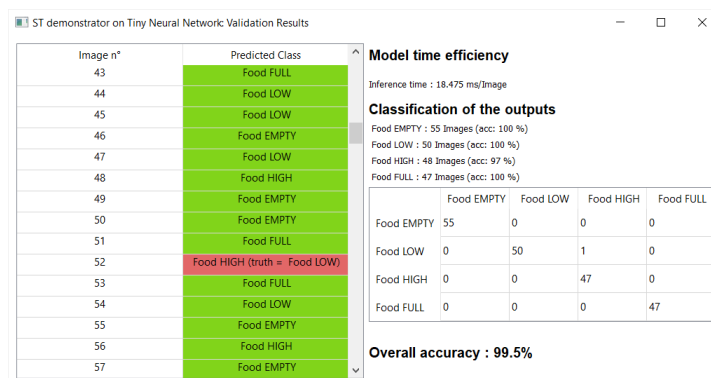 ST demonstrator on Tiny Neural Network: Validation Results
Image n° Predicted Class
43 Food FULL
44 Food LOW
45 Food LOW
46 Food EMPTY
47 Food LOW
48 Food HIGH
49 Food EMPTY
50 Food EMPTY
51 Food FULL
52 Food HIGH (truth = Food LOW)
53 Food FULL
54 Food LOW
55 Food EMPTY
56 Food HIGH
57 Food EMPTY
Model time efficiency
Inference time : 18.475 ms/Image
Classification of the outputs
Food EMPTY : 55 Images (acc: 100 %)
Food LOW : 50 Images (acc: 100 %)
Food HIGH : 48 Images (acc: 97 %)
Food FULL : 47 Images (acc: 100 %)
Food EMPTY Food LOW Food HIGH Food FULL
Food EMPTY 55 0 0 0
Food LOW 0 50 1 0
Food HIGH 0 0 47 0
Food FULL 0 0 0 47
Overall accuracy : 99.5%